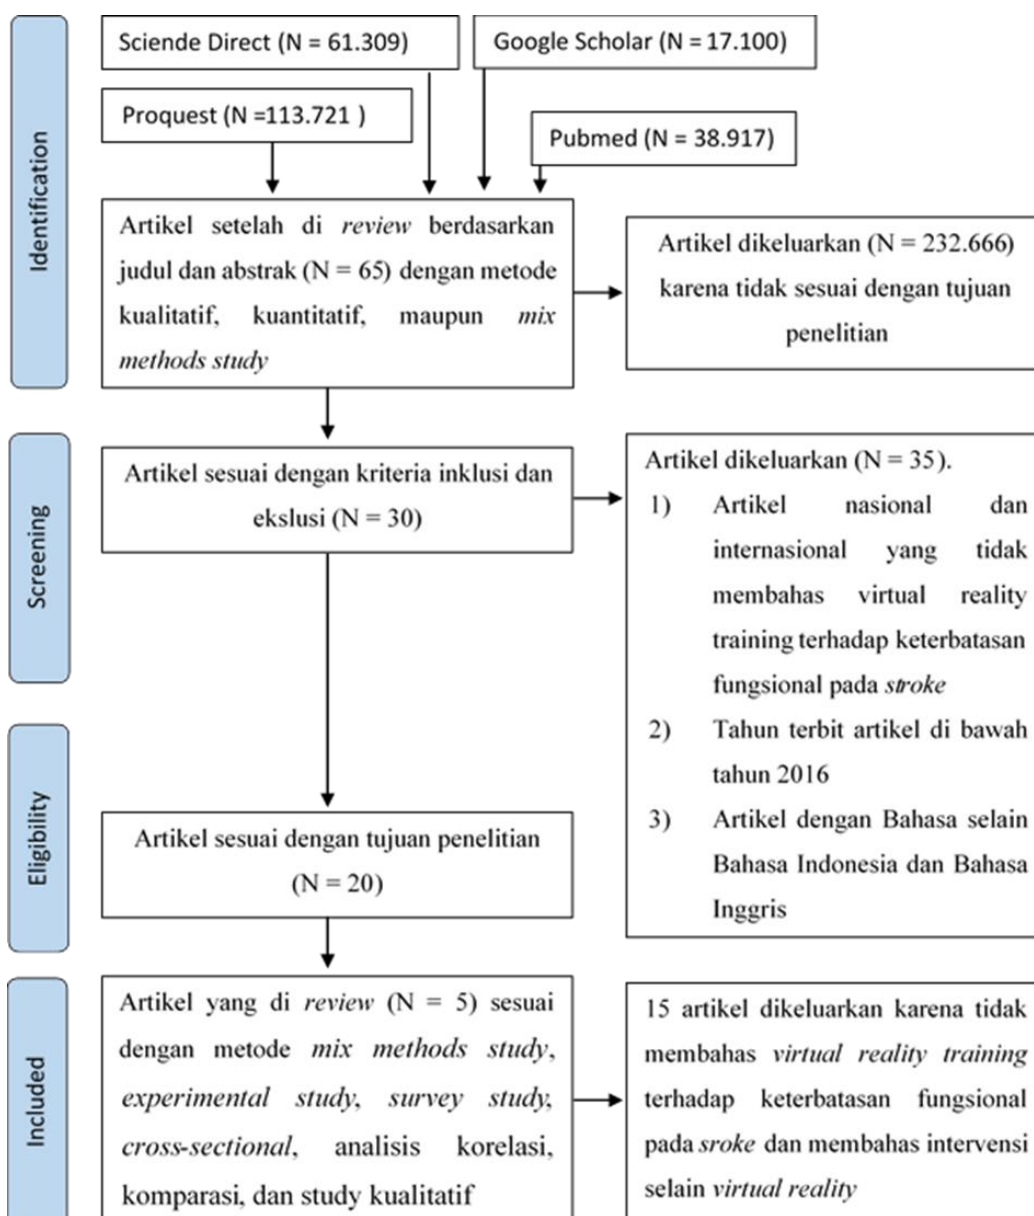 Sciende Direct (N = 61.309)
Google Scholar (N = 17.100)
Proquest (N =113.721 )
Pubmed (N = 38.917)
Identification
Artikel setelah di review berdasarkan
judul dan abstrak (N = 65) dengan metode
kualitatif, kuantitatif, maupun mix
methods study
Artikel dikeluarkan (N = 232.666)
karena tidak sesuai dengan tujuan
penelitian
Screening
Artikel sesuai dengan kriteria inklusi dan
ekslusi (N = 30)
Artikel dikeluarkan (N = 35).
1) Artikel nasional dan
internasional yang tidak
membahas virtual reality
training terhadap keterbatasan
fungsional pada stroke
2) Tahun terbit artikel di bawah
tahun 2016
3) Artikel dengan Bahasa selain
Bahasa Indonesia dan Bahasa
Inggris
Eligibility
Artikel sesuai dengan tujuan penelitian
(N = 20)
Included
Artikel yang di review (N = 5) sesuai
dengan metode mix methods study,
experimental study, survey study,
cross-sectional, analisis korelasi,
komparasi, dan study kualitatif
15 artikel dikeluarkan karena tidak
membahas virtual reality training
terhadap keterbatasan fungsional
pada sroke dan membahas intervensi
selain virtual reality